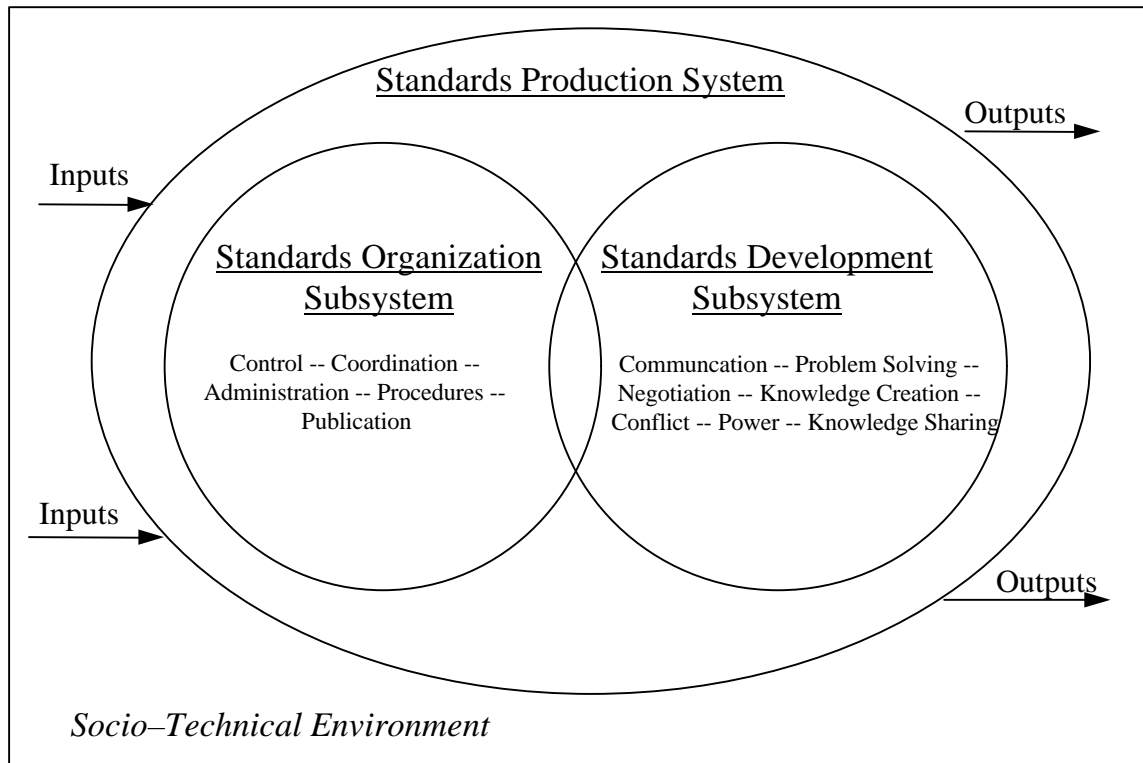 Standards Production System
Outputs
Inputs
Standards Organization
Subsystem
Control -- Coordination --
Administration -- Procedures --
Publication
Standards Development
Subsystem
Communcation -- Problem Solving --
Negotiation -- Knowledge Creation --
Conflict -- Power -- Knowledge Sharing
Inputs
Outputs
Socio–Technical Environment